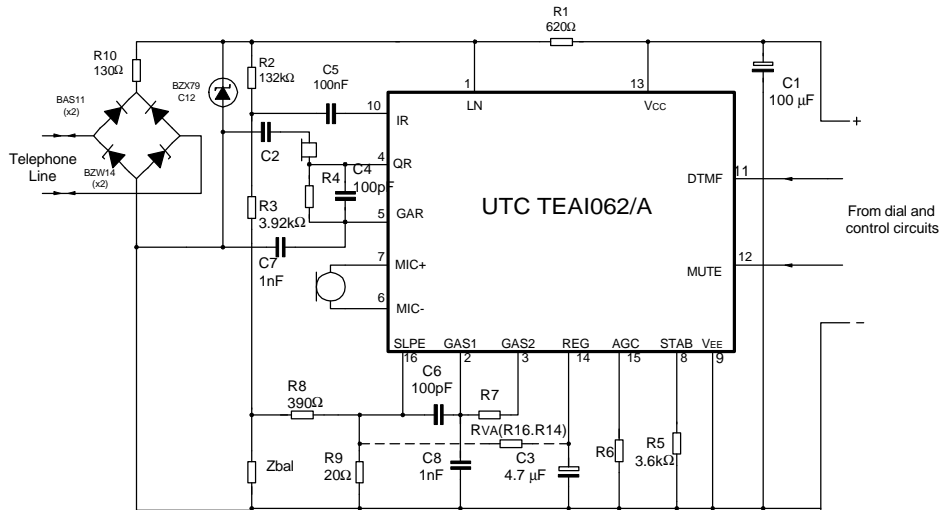 R1
620Ω
R10
130Ω
BZX79
C12
R2
132kΩ
C5
100nF
1
LN
13
Vcc
C1
100 µF
+
BAS11
(x2)
10
IR
C2
4
QR
Telephone
Line
BZW14
(x2)
R4
C4
100pF
DTMF
11
UTC TEAI062/A
R3
3.92kΩ
5
GAR
From dial and
control circuits
C7
1nF
7
MIC+
MUTE
12
6
MIC-
−
SLPE
GAS1
GAS2
REG
AGC
STAB
VEE
16
2
3
14
15
8
9
C6
100pF
R8
390Ω
R7
RVA(R16.R14)
Zbal
R9
20Ω
C8
1nF
C3
4.7 µF
R6
R5
3.6kΩ